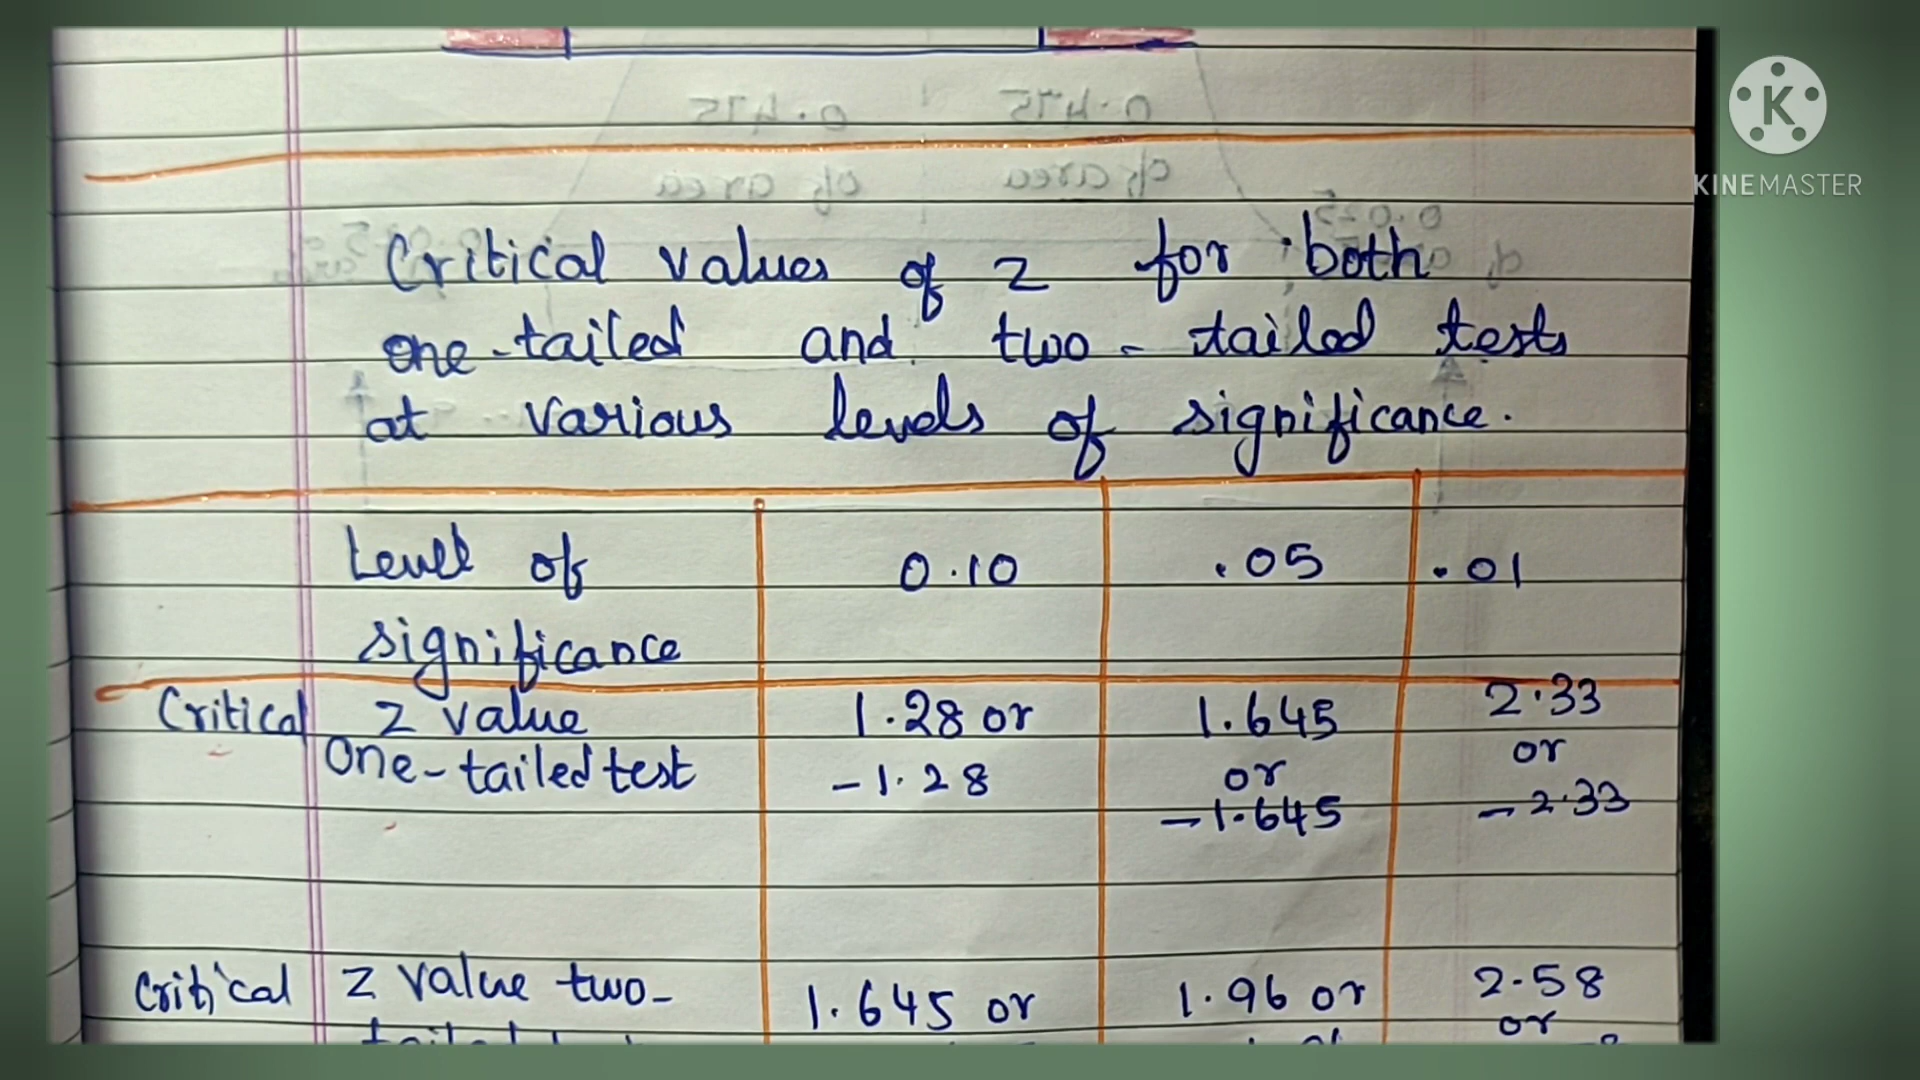 Critical values of z for both
one-tailed and two-tailed tests
at various levels of significance.
Level of 0.10 .05 .01
significance
Critical z value 1.28 or 1.645 2.33
One-tailed test -1.28 or or
-1.645 -2.33
Critical z value two- 1.645 or 1.96 or 2.58
or
K
KINEMASTER